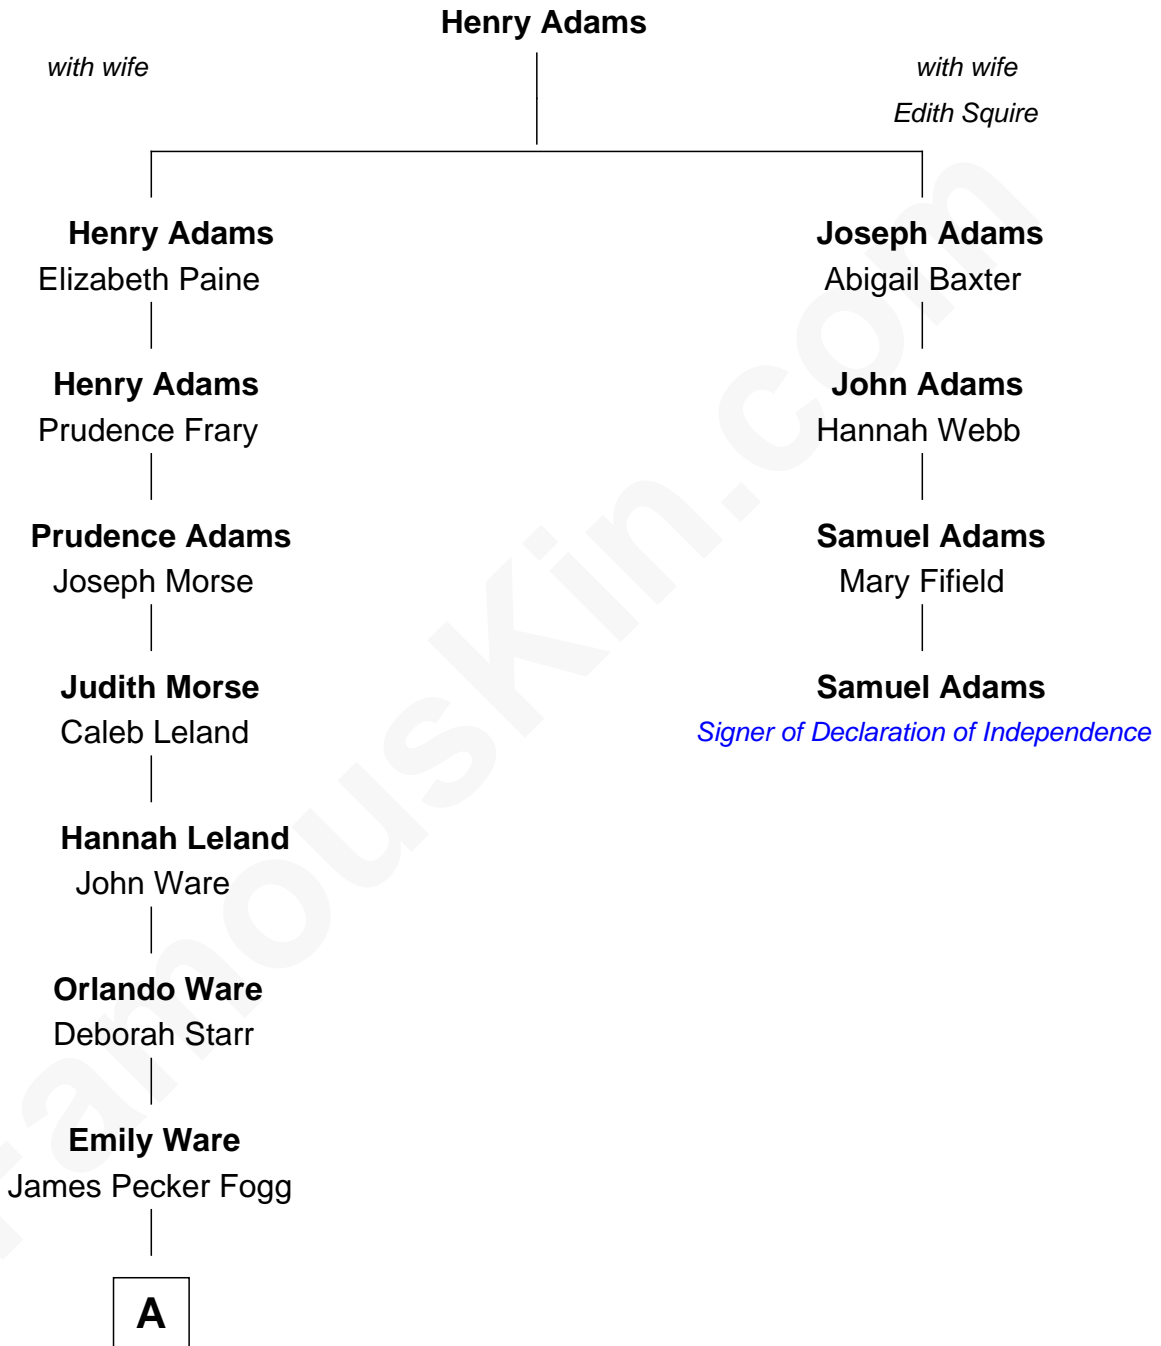 Henry Adams
with wife
with wife
Edith Squire
Henry Adams
Elizabeth Paine
Joseph Adams
Abigail Baxter
Henry Adams
Prudence Frary
John Adams
Hannah Webb
Prudence Adams
Joseph Morse
Samuel Adams
Mary Fifield
Judith Morse
Caleb Leland
Samuel Adams
Signer of Declaration of Independence
Hannah Leland
John Ware
Orlando Ware
Deborah Starr
Emily Ware
James Pecker Fogg
A
FamousKin.com